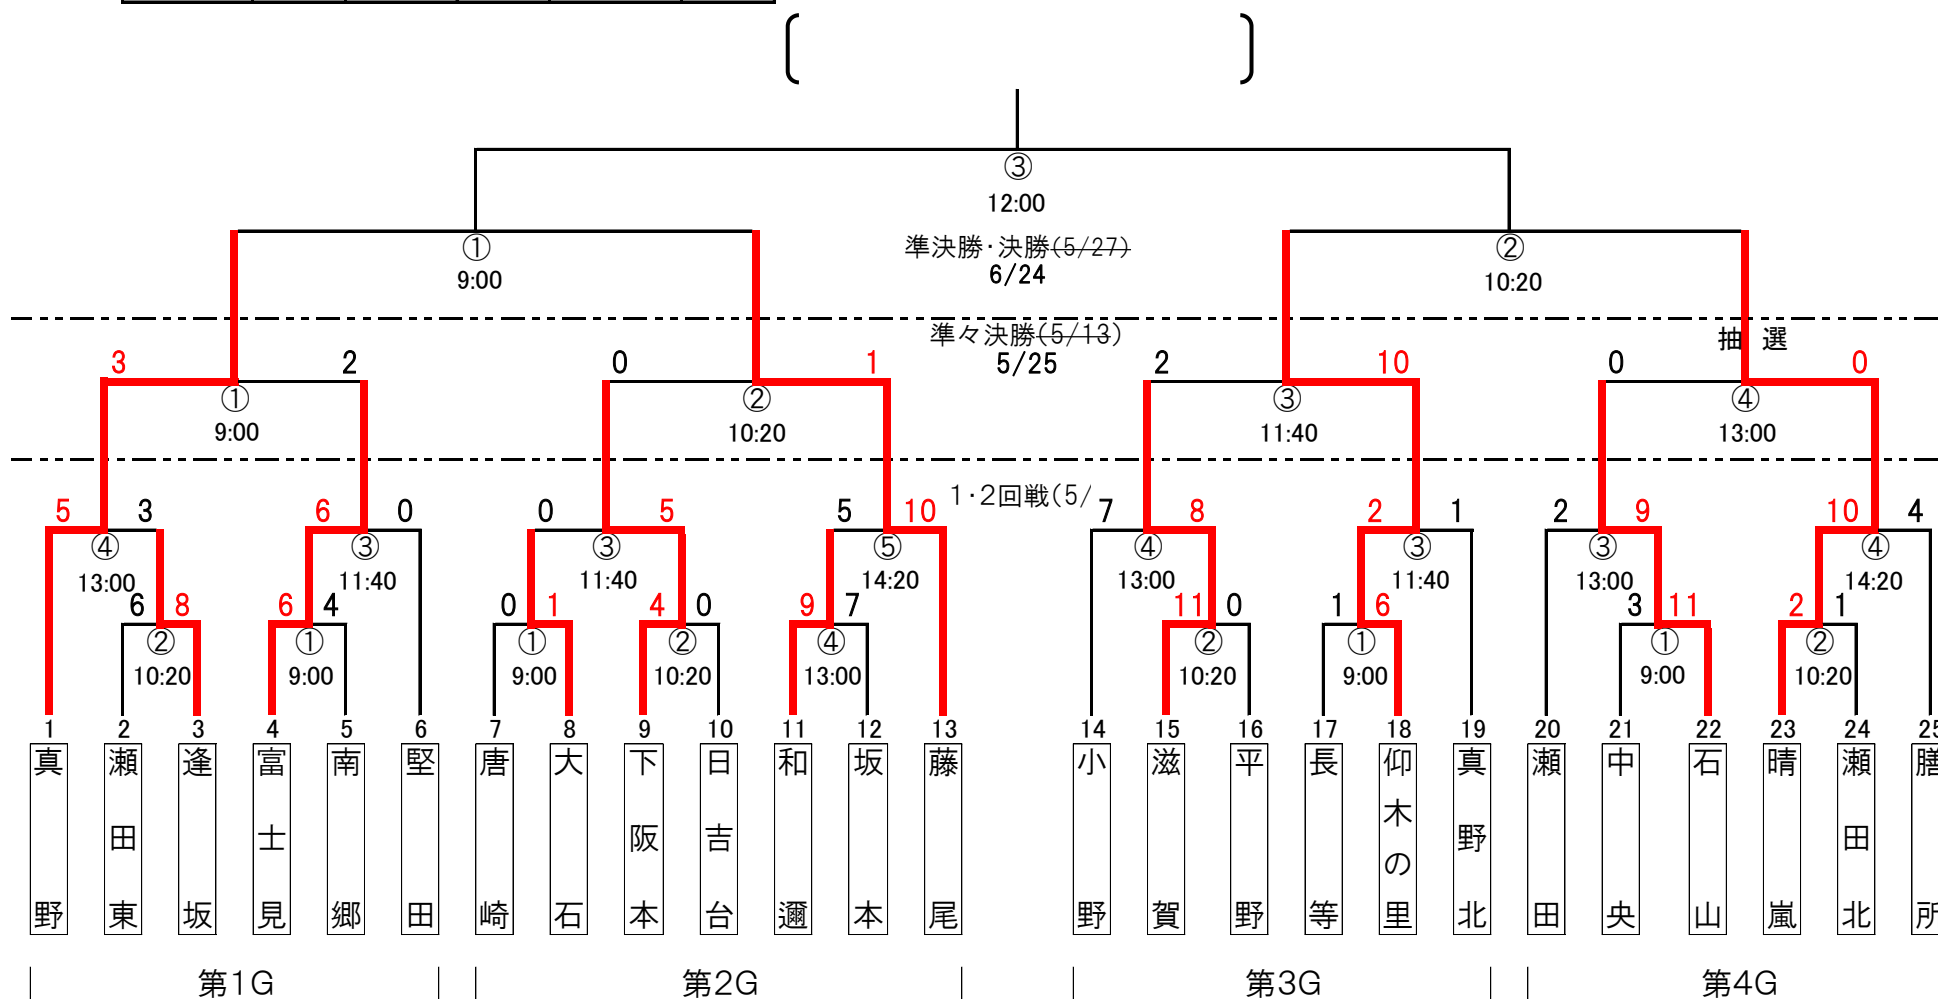 ③
12:00
① ②
準決勝・決勝(5/27)
6/24
9:00 10:20
準々決勝(5/13)
5/25
抽 選
3 2 0 1 2 10 0 0
① ② ③ ④
9:00 10:20 11:40 13:00
1・2回戦(5/
5 3 6 0 0 5 5 10 7 8 2 1 2 9 10 4
④ ③ ③ ⑤ ④ ③ ③ ④
13:00 11:40 11:40 14:20 13:00 11:40 13:00 14:20
6 8 6 4 0 1 4 0 9 7 11 0 1 6 3 11 2 1
② ① ① ② ④ ② ① ① ②
10:20 9:00 9:00 10:20 13:00 10:20 9:00 9:00 10:20
1 2 3 4 5 6 7 8 9 10 11 12 13 14 15 16 17 18 19 20 21 22 23 24 25
真野
瀬田東
逢坂
富士見
南郷
堅田
唐崎
大石
下阪本
日吉台
和邇
坂本
藤尾
小野
滋賀
平野
長等
仰木の里
真野北
瀬田
中央
石山
晴嵐
瀬田北
膳所
第1G 第2G 第3G 第4G